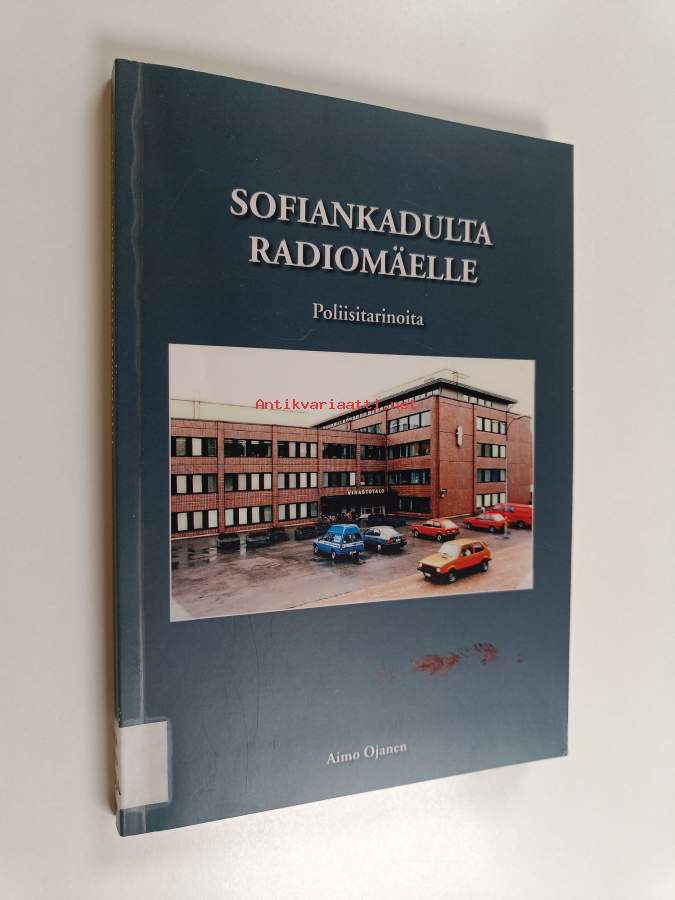 SOFIANKADULTA
RADIOMÄELLE
Poliisitarinoita
Antikvariaatti.net
VIRASTOTALO
Aimo Ojanen